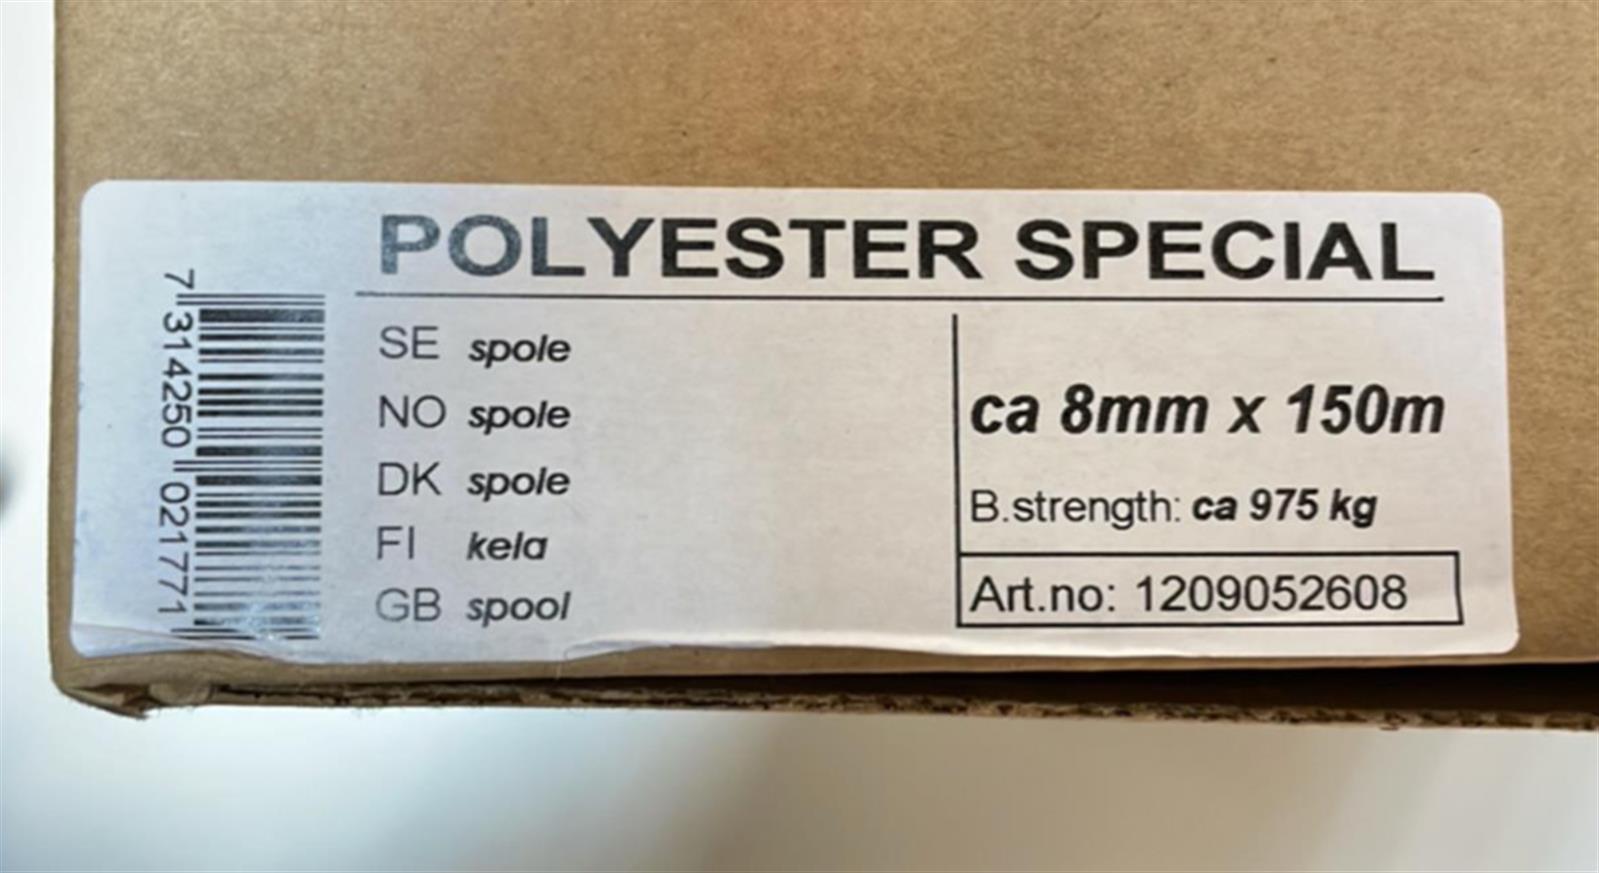 POLYESTER SPECIAL
7 314250 021771
SE spole
NO spole
DK spole
FI kela
GB spool
ca 8mm x 150m
B.strength: ca 975 kg
Art.no: 1209052608